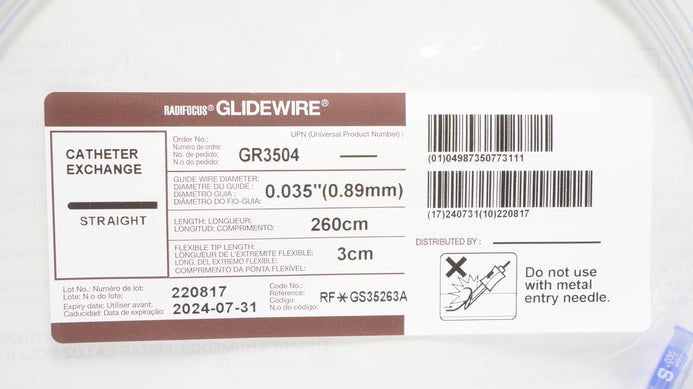 RADIFOCUS® GLIDEWIRE®
CATHETER
EXCHANGE
STRAIGHT
Order No.:
Numéro de ordre:
No. de pedido:
N.o do pedido:
GR3504
UPN (Universal Product Number) :
GUIDE WIRE DIAMETER:
DIAMETRE DU GUIDE :
DIAMETRO GUIA :
DIÂMETRO DO FIO-GUIA:
0.035"(0.89mm)
LENGTH: LONGUEUR:
LONGITUD: COMPRIMENTO:
260cm
FLEXIBLE TIP LENGTH:
LONGUEUR DE L'EXTREMITE FLEXIBLE:
LONG. DEL EXTREMO FLEXIBLE:
COMPRIMENTO DA PONTA FLEXÍVEL:
3cm
Lot No.: Numéro de lot:
Lote: N.o do lote:
220817
Expiry date: Utiliser avant:
Caducidad: Data de expiração:
2024-07-31
Code No.:
Référence:
Código:
N.o do código:
RF*GS35263A
(01)04987350773111
(17)240731(10)220817
DISTRIBUTED BY :
Do not use
with metal
entry needle.
S .035